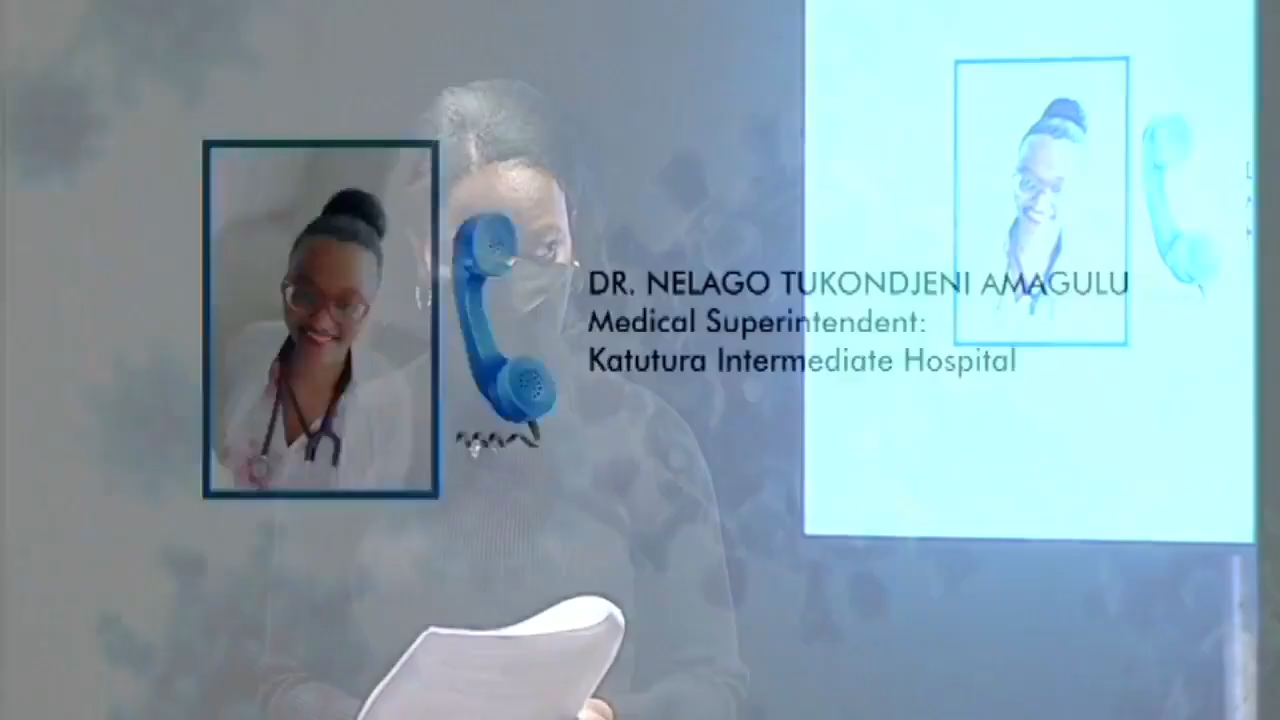 DR. NELAGO TUKONDJENI AMAGULU
Medical Superintendent:
Katutura Intermediate Hospital